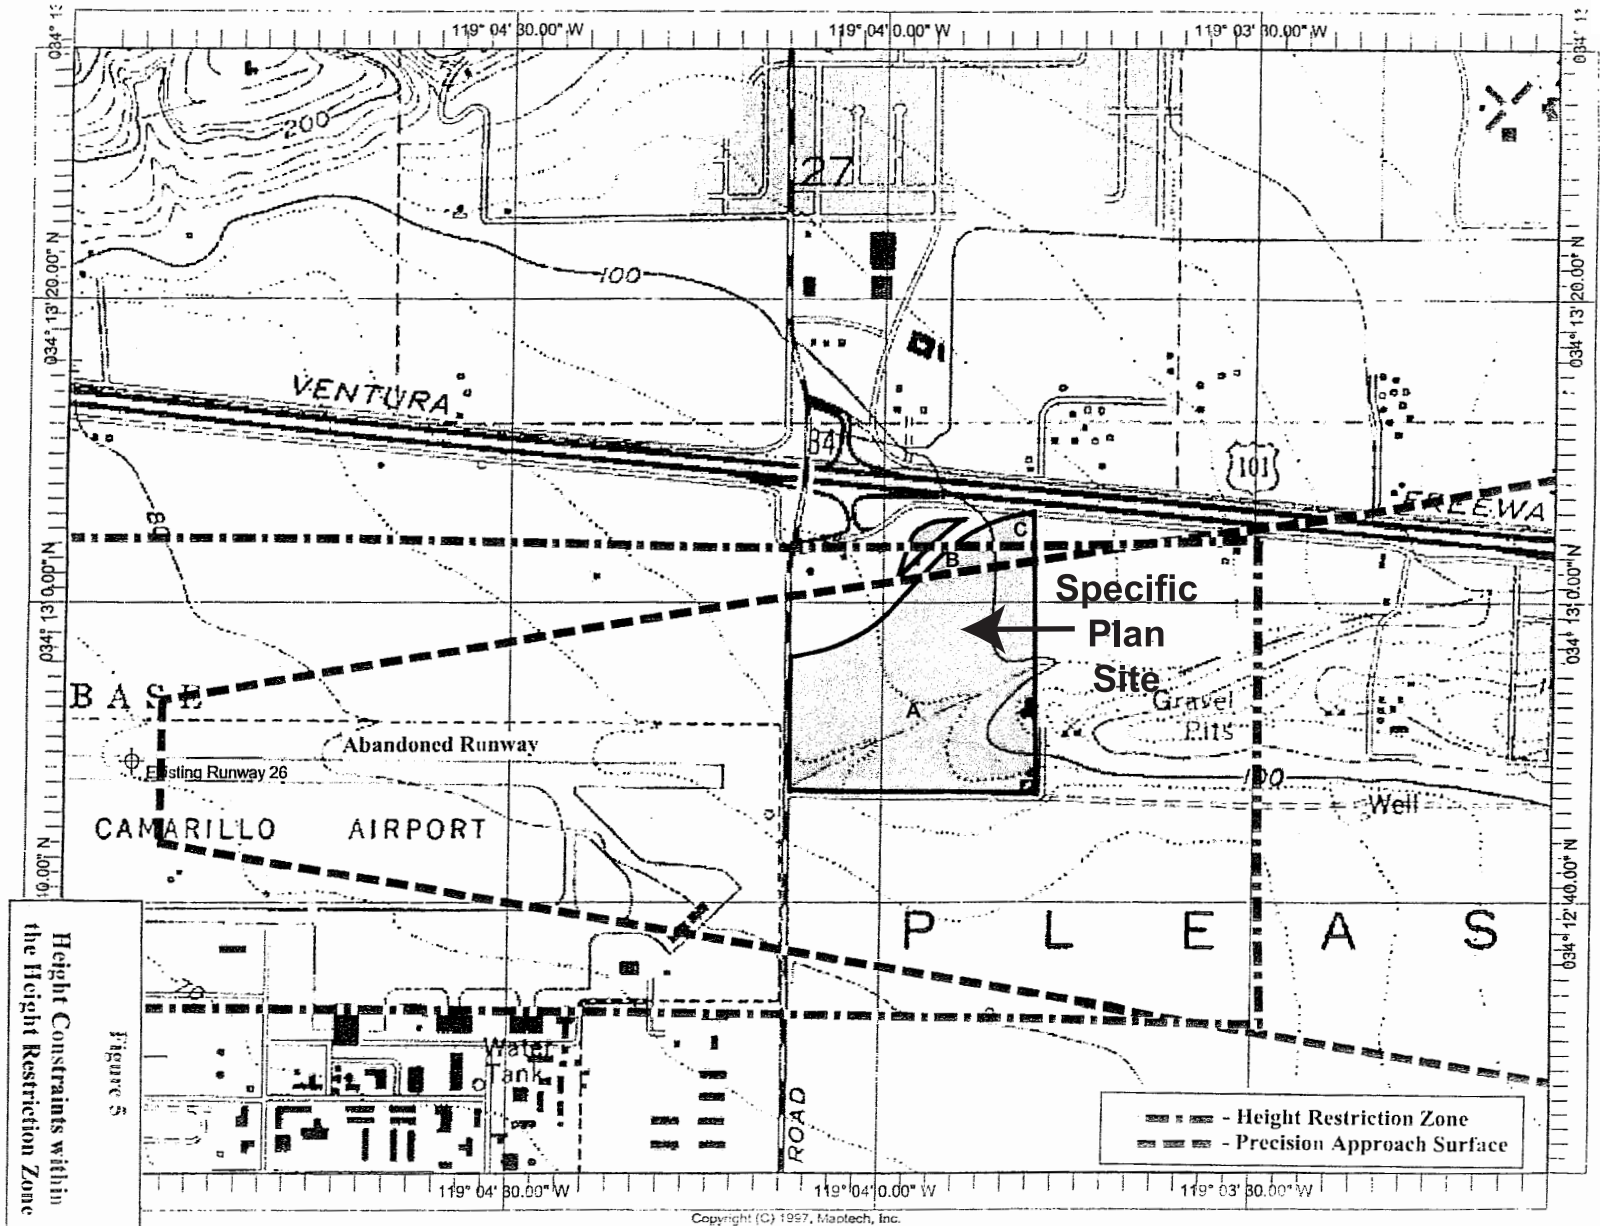 119° 04' 30.00" W
119° 04' 0.00" W
119° 03' 30.00" W
034° 13'
034° 13'
200
27
100
034° 13' 20.00" N
034° 13' 20.00" N
VENTURA
34
101
FREEWA
80
C
B
034° 13' 0.00" N
034° 13' 0.00" N
Specific
Plan
Site
BASE
Gravel
Pits
A
Abandoned Runway
Existing Runway 26
100
Well
CAMARILLO AIRPORT
034° 12' 40.00" N
P L E A S
70
Water
Tank
ROAD
Height Constraints within
the Height Restriction Zone
Figure 5
- Height Restriction Zone
- Precision Approach Surface
119° 04' 30.00" W
119° 04' 0.00" W
119° 03' 30.00" W
Copyright (C) 1997, Maptech, Inc.